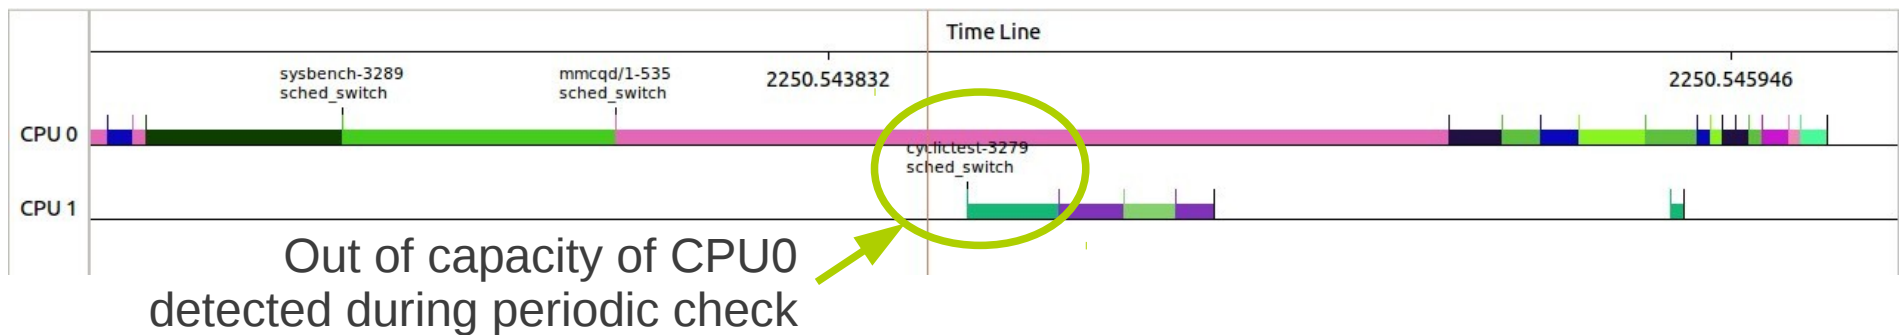 Time Line
sysbench-3289
sched_switch
mmcqd/1-535
sched_switch
2250.543832
2250.545946
CPU 0
cyclictest-3279
sched_switch
CPU 1
Out of capacity of CPU0
detected during periodic check